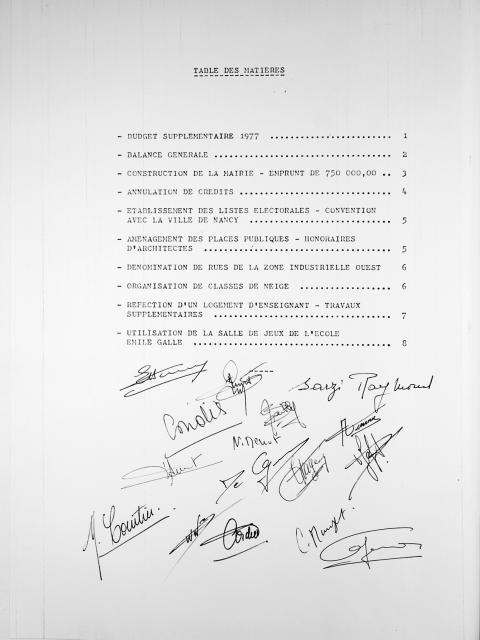 TABLE DES MATIÈRES
- BUDGET SUPPLEMENTAIRE 1977 ........................... 1
- BALANCE GENERALE ....................................... 2
- CONSTRUCTION DE LA MAIRIE - EMPRUNT DE 750 000,00 .. 3
- ANNULATION DE CREDITS .................................. 4
- ETABLISSEMENT DES LISTES ELECTORALES - CONVENTION
AVEC LA VILLE DE NANCY ................................. 5
- AMENAGEMENT DES PLACES PUBLIQUES - HONORAIRES
D'ARCHITECTES .......................................... 5
- DENOMINATION DE RUES DE LA ZONE INDUSTRIELLE OUEST 6
- ORGANISATION DE CLASSES DE NEIGE ..................... 6
- REFECTION D'UN LOGEMENT D'ENSEIGNANT - TRAVAUX
SUPPLEMENTAIRES ........................................ 7
- UTILISATION DE LA SALLE DE JEUX DE L'ECOLE
EMILE GALLE ............................................ 8
-----
Raymond